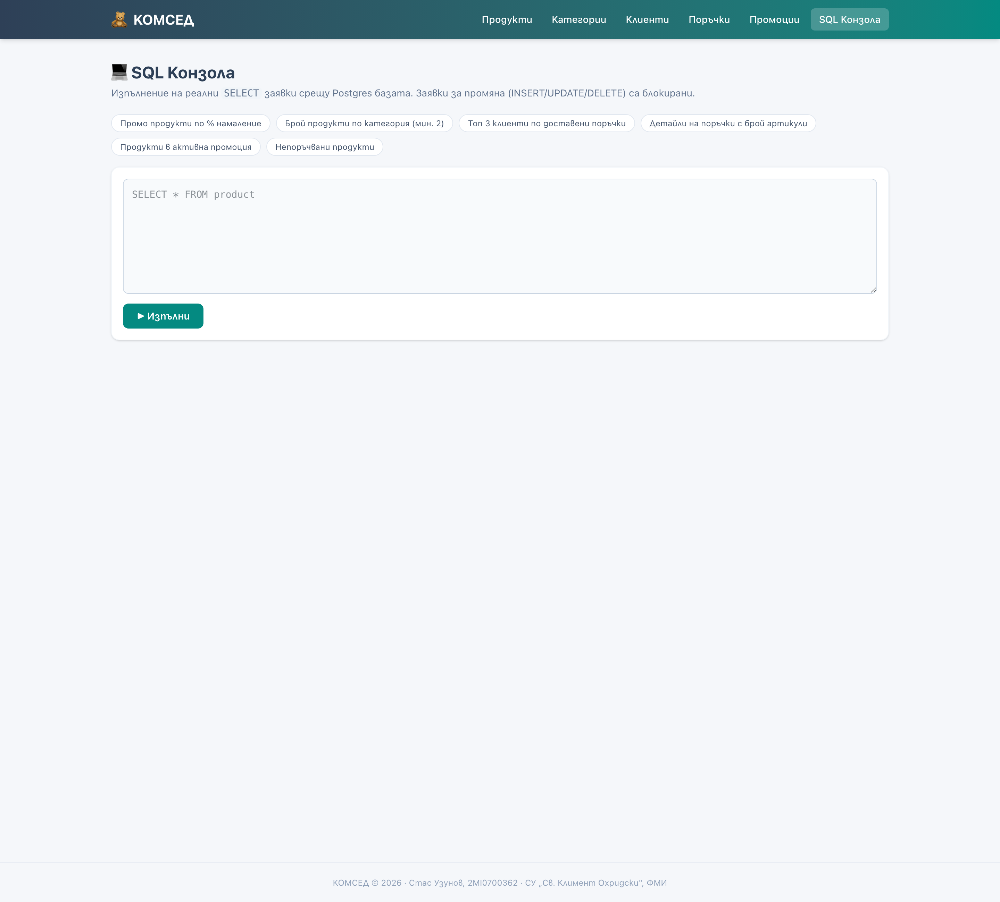 КОМСЕД
Продукти Категории Клиенти Поръчки Промоции SQL Конзола
SQL Конзола
Изпълнение на реални SELECT заявки срещу Postgres базата. Заявки за промяна (INSERT/UPDATE/DELETE) са блокирани.
Промо продукти по % намаление Брой продукти по категория (мин. 2) Топ 3 клиенти по доставени поръчки Детайли на поръчки с брой артикули
Продукти в активна промоция Непоръчвани продукти
SELECT * FROM product
Изпълни
КОМСЕД © 2026 · Стас Узунов, 2MI0700362 · СУ „Св. Климент Охридски", ФМИ